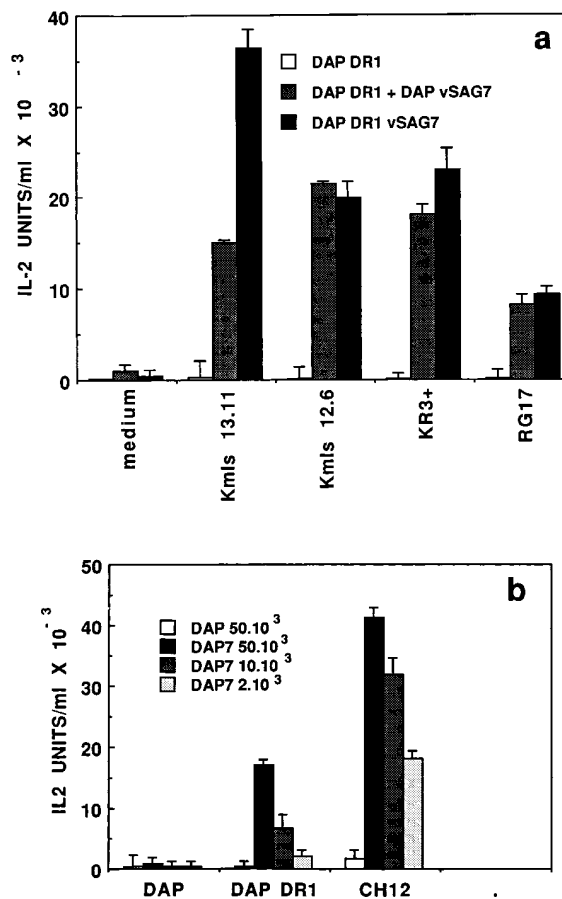 a
40
30
20
10
0
IL-2 UNITS/ml X 10 -3
DAP DR1
DAP DR1 + DAP vSAG7
DAP DR1 vSAG7
medium
Kmls 13.11
Kmls 12.6
KR3+
RG17
b
50
40
30
20
10
0
IL2 UNITS/ml X 10 -3
DAP 50.10 3
DAP7 50.10 3
DAP7 10.10 3
DAP7 2.10 3
DAP
DAP DR1
CH12
.